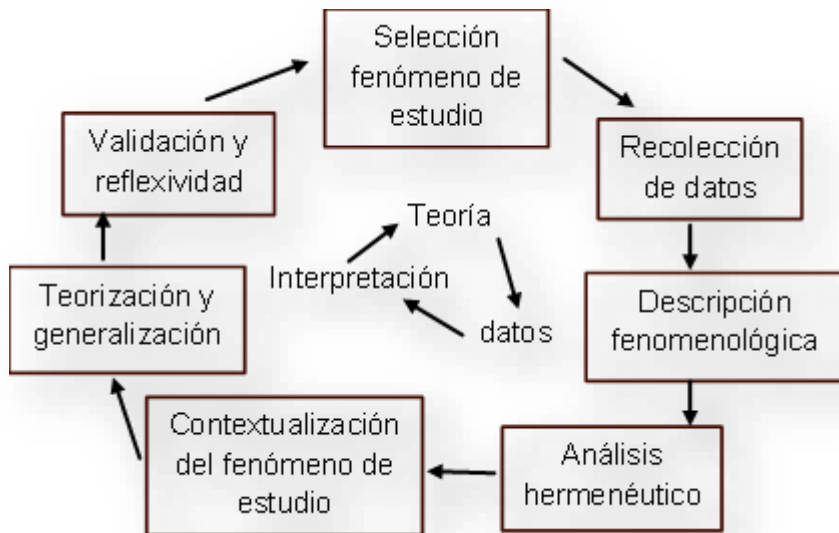 Selección
fenómeno de
estudio
Recolección
de datos
Descripción
fenomenológica
Análisis
hermenéutico
Contextualización
del fenómeno de
estudio
Teorización y
generalización
Validación y
reflexividad
Teoría
datos
Interpretación